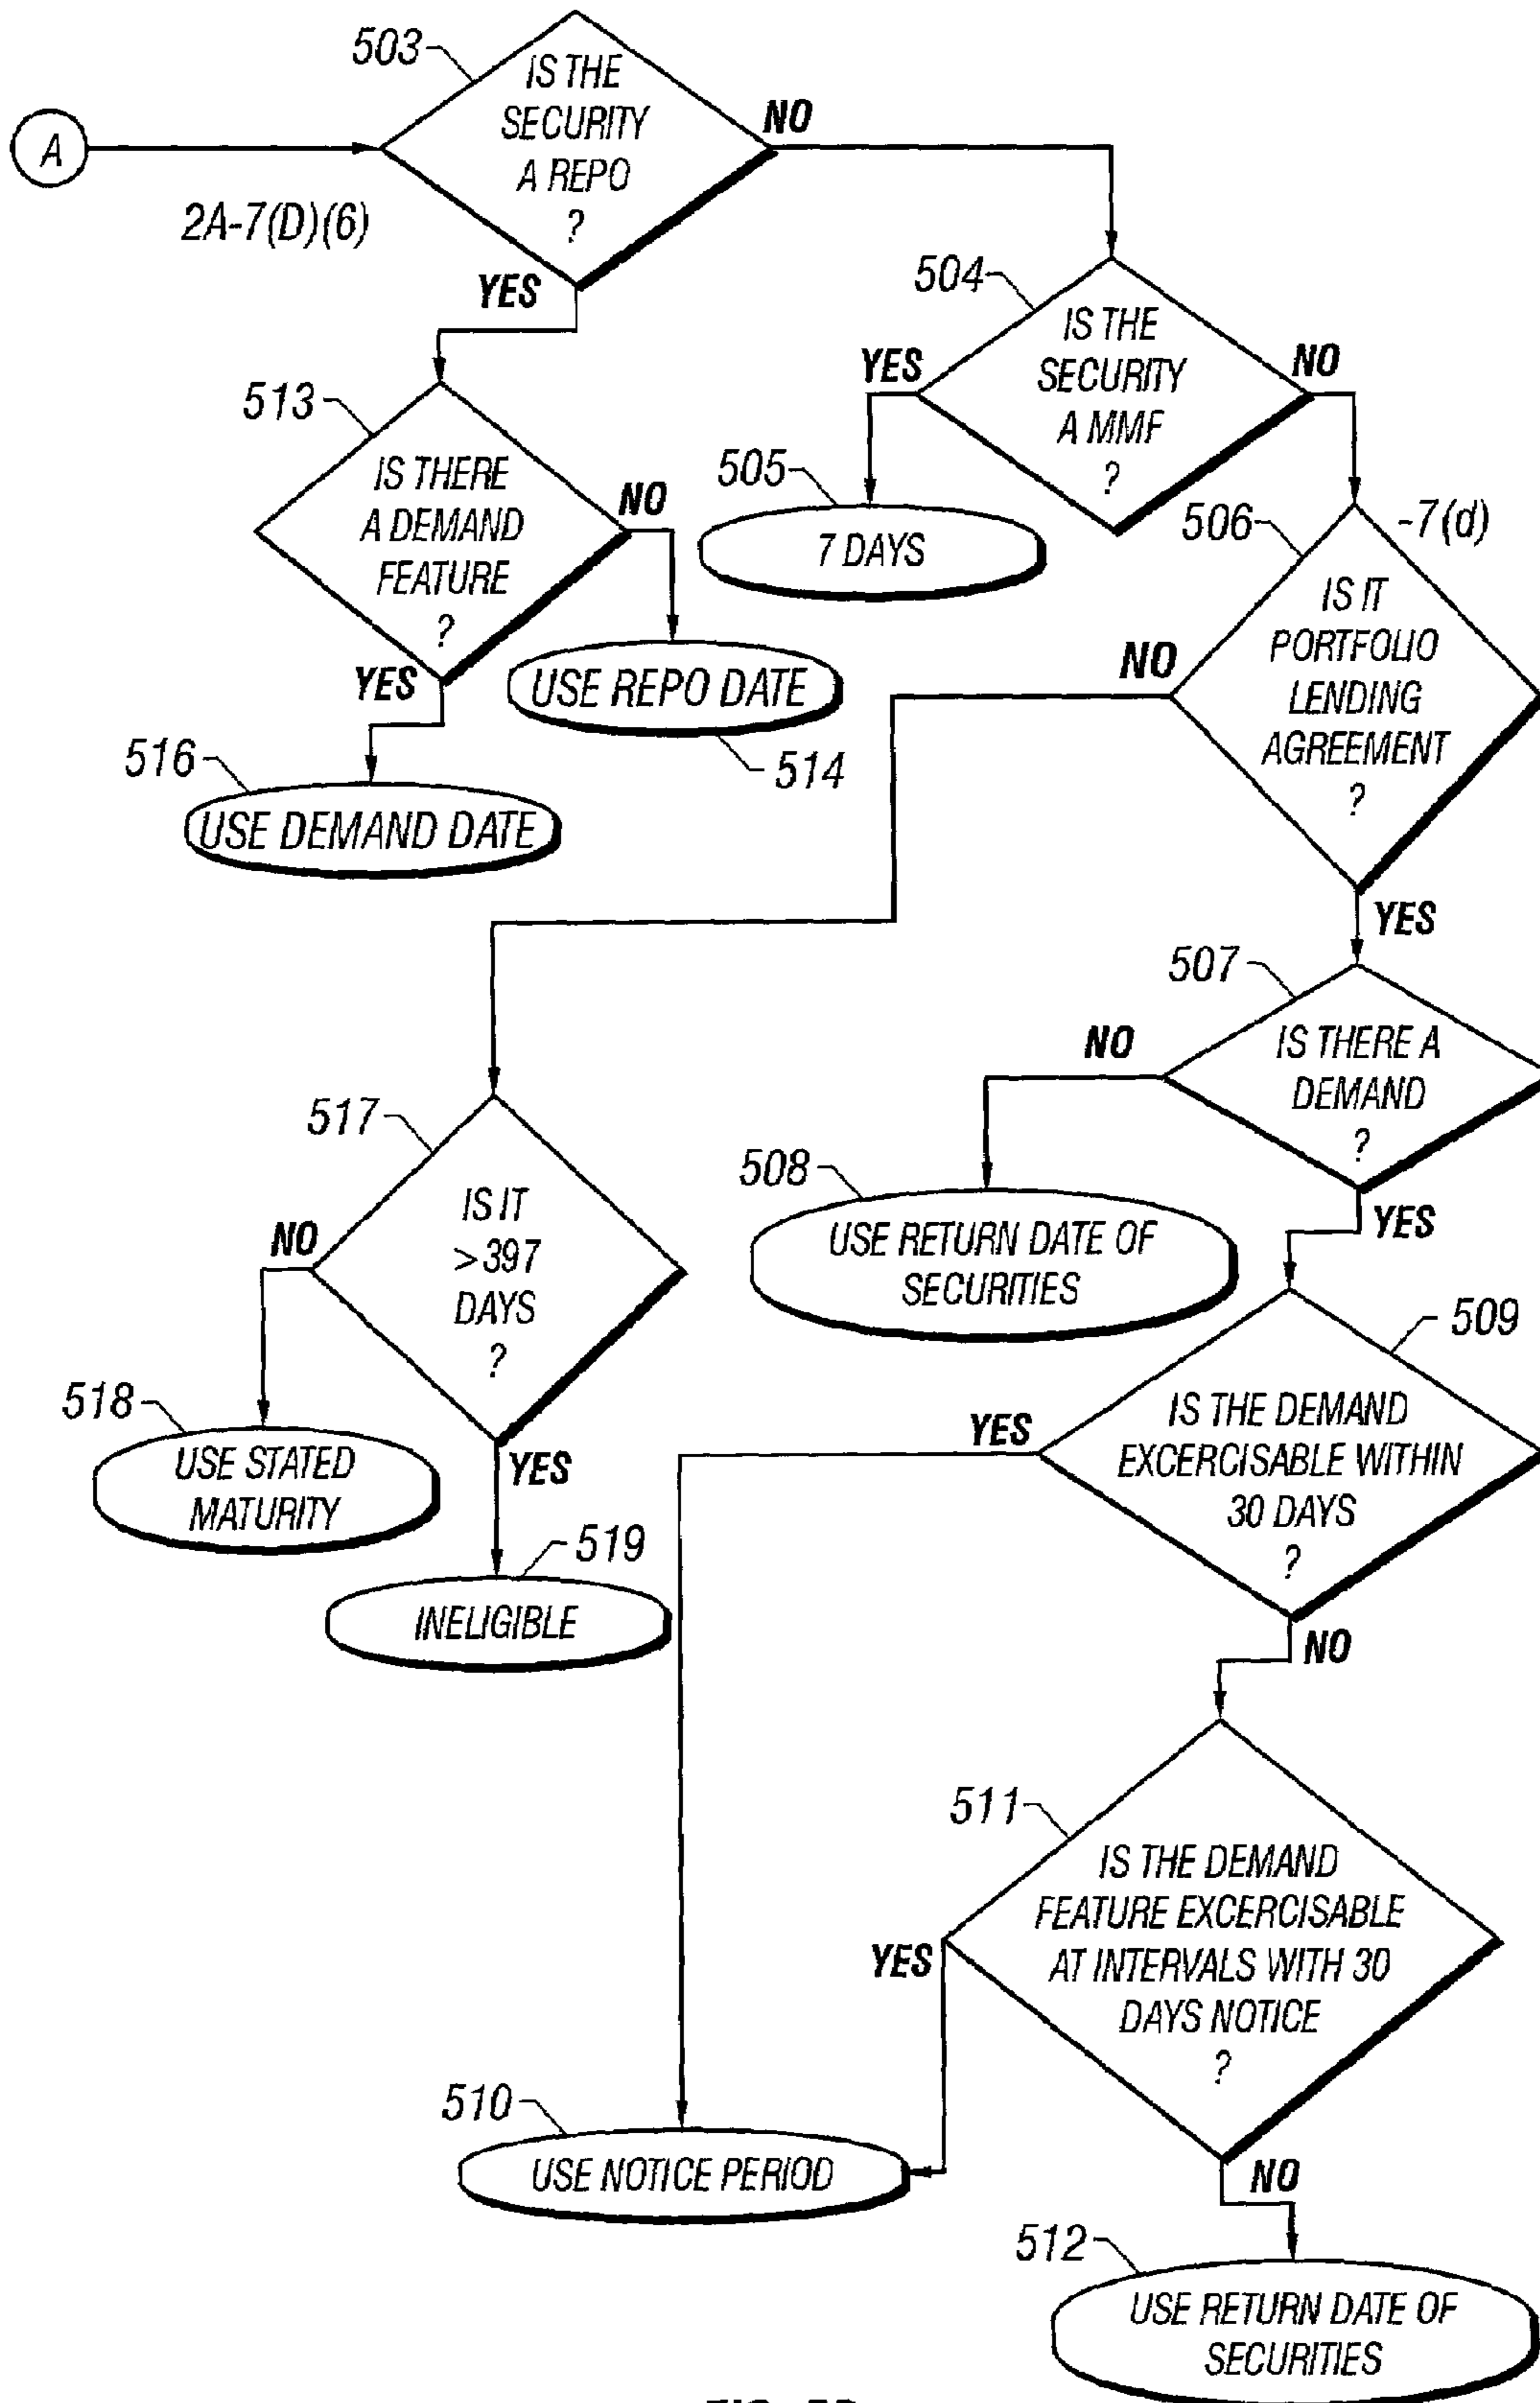 503
IS THE
SECURITY
A REPO
?
NO
A
2A-7(D)(6)
YES
504
IS THE
SECURITY
A MMF
?
YES
NO
513
IS THERE
A DEMAND
FEATURE
?
NO
505
7 DAYS
506
-7(d)
IS IT
PORTFOLIO
LENDING
AGREEMENT
?
NO
YES
USE REPO DATE
514
516
USE DEMAND DATE
YES
507
IS THERE A
DEMAND
?
NO
517
IS IT
>397
DAYS
?
NO
508
USE RETURN DATE OF
SECURITIES
YES
509
IS THE DEMAND
EXCERCISABLE WITHIN
30 DAYS
?
YES
518
USE STATED
MATURITY
YES
519
INELIGIBLE
NO
511
IS THE DEMAND
FEATURE EXCERCISABLE
AT INTERVALS WITH 30
DAYS NOTICE
?
YES
510
USE NOTICE PERIOD
NO
512
USE RETURN DATE OF
SECURITIES